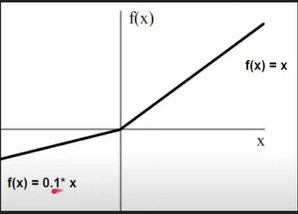 f(x)
f(x) = x
x
f(x) = 0.1* x